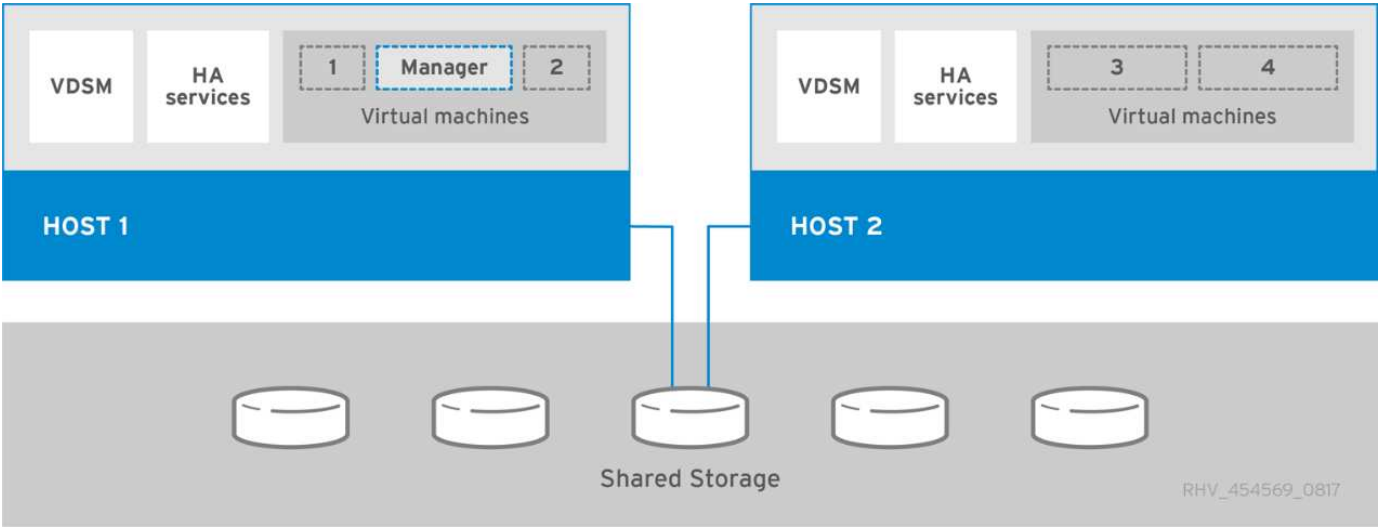 VDSM
HA
services
1
Manager
2
Virtual machines
HOST 1
VDSM
HA
services
3
4
Virtual machines
HOST 2
Shared Storage
RHV_454569_0817